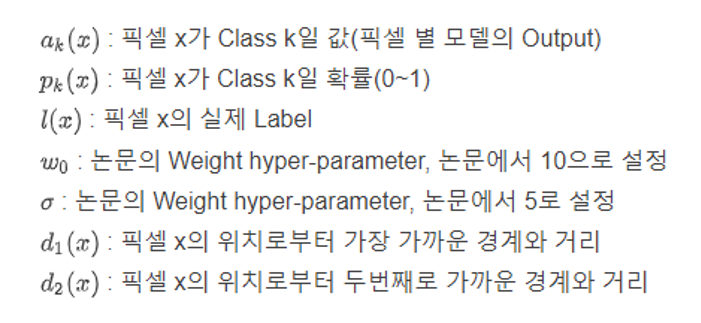 a_k(x) : 픽셀 x가 Class k일 값(픽셀 별 모델의 Output)
p_k(x) : 픽셀 x가 Class k일 확률(0~1)
l(x) : 픽셀 x의 실제 Label
w_0 : 논문의 Weight hyper-parameter, 논문에서 10으로 설정
σ : 논문의 Weight hyper-parameter, 논문에서 5로 설정
d_1(x) : 픽셀 x의 위치로부터 가장 가까운 경계와 거리
d_2(x) : 픽셀 x의 위치로부터 두번째로 가까운 경계와 거리